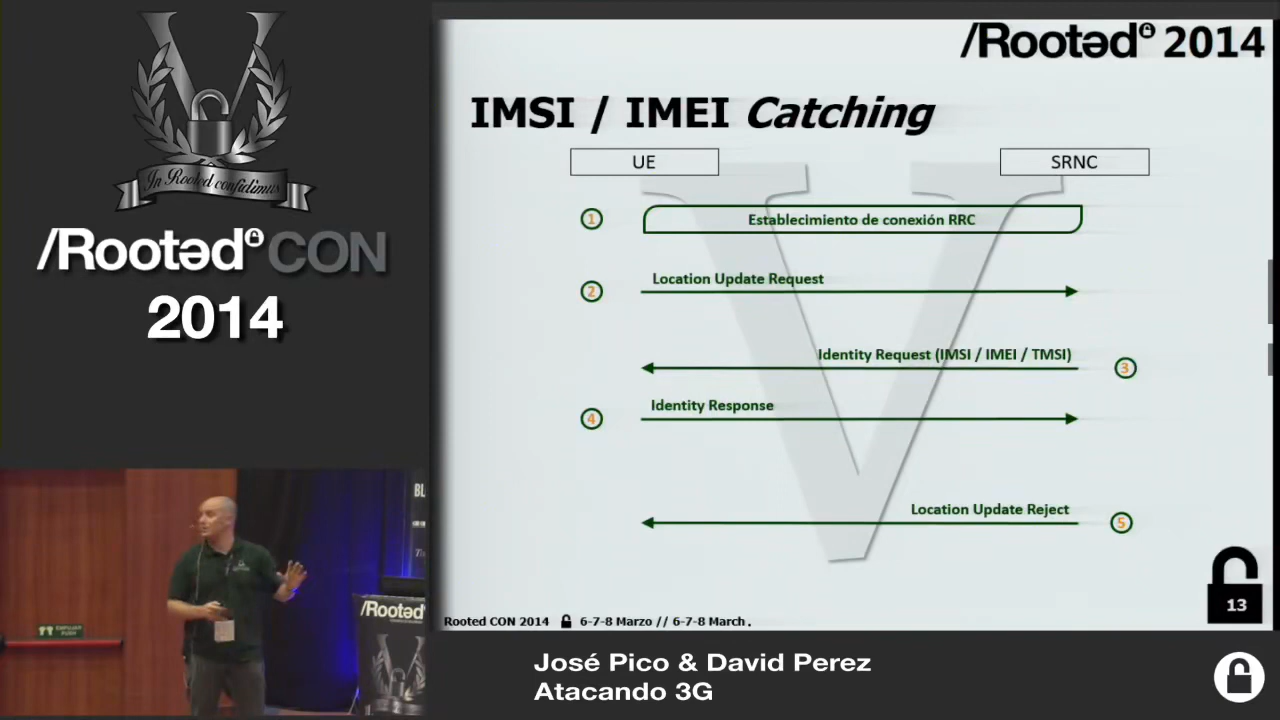 In Rooted confidimus
/Rootəd CON
2014
/Rootəd 2014
IMSI / IMEI Catching
UE
SRNC
1
Establecimiento de conexión RRC
2
Location Update Request
Identity Request (IMSI / IMEI / TMSI)
3
4
Identity Response
Location Update Reject
5
13
Rooted CON 2014 6-7-8 Marzo // 6-7-8 March.
BL
/Rootəd
José Pico & David Perez
Atacando 3G